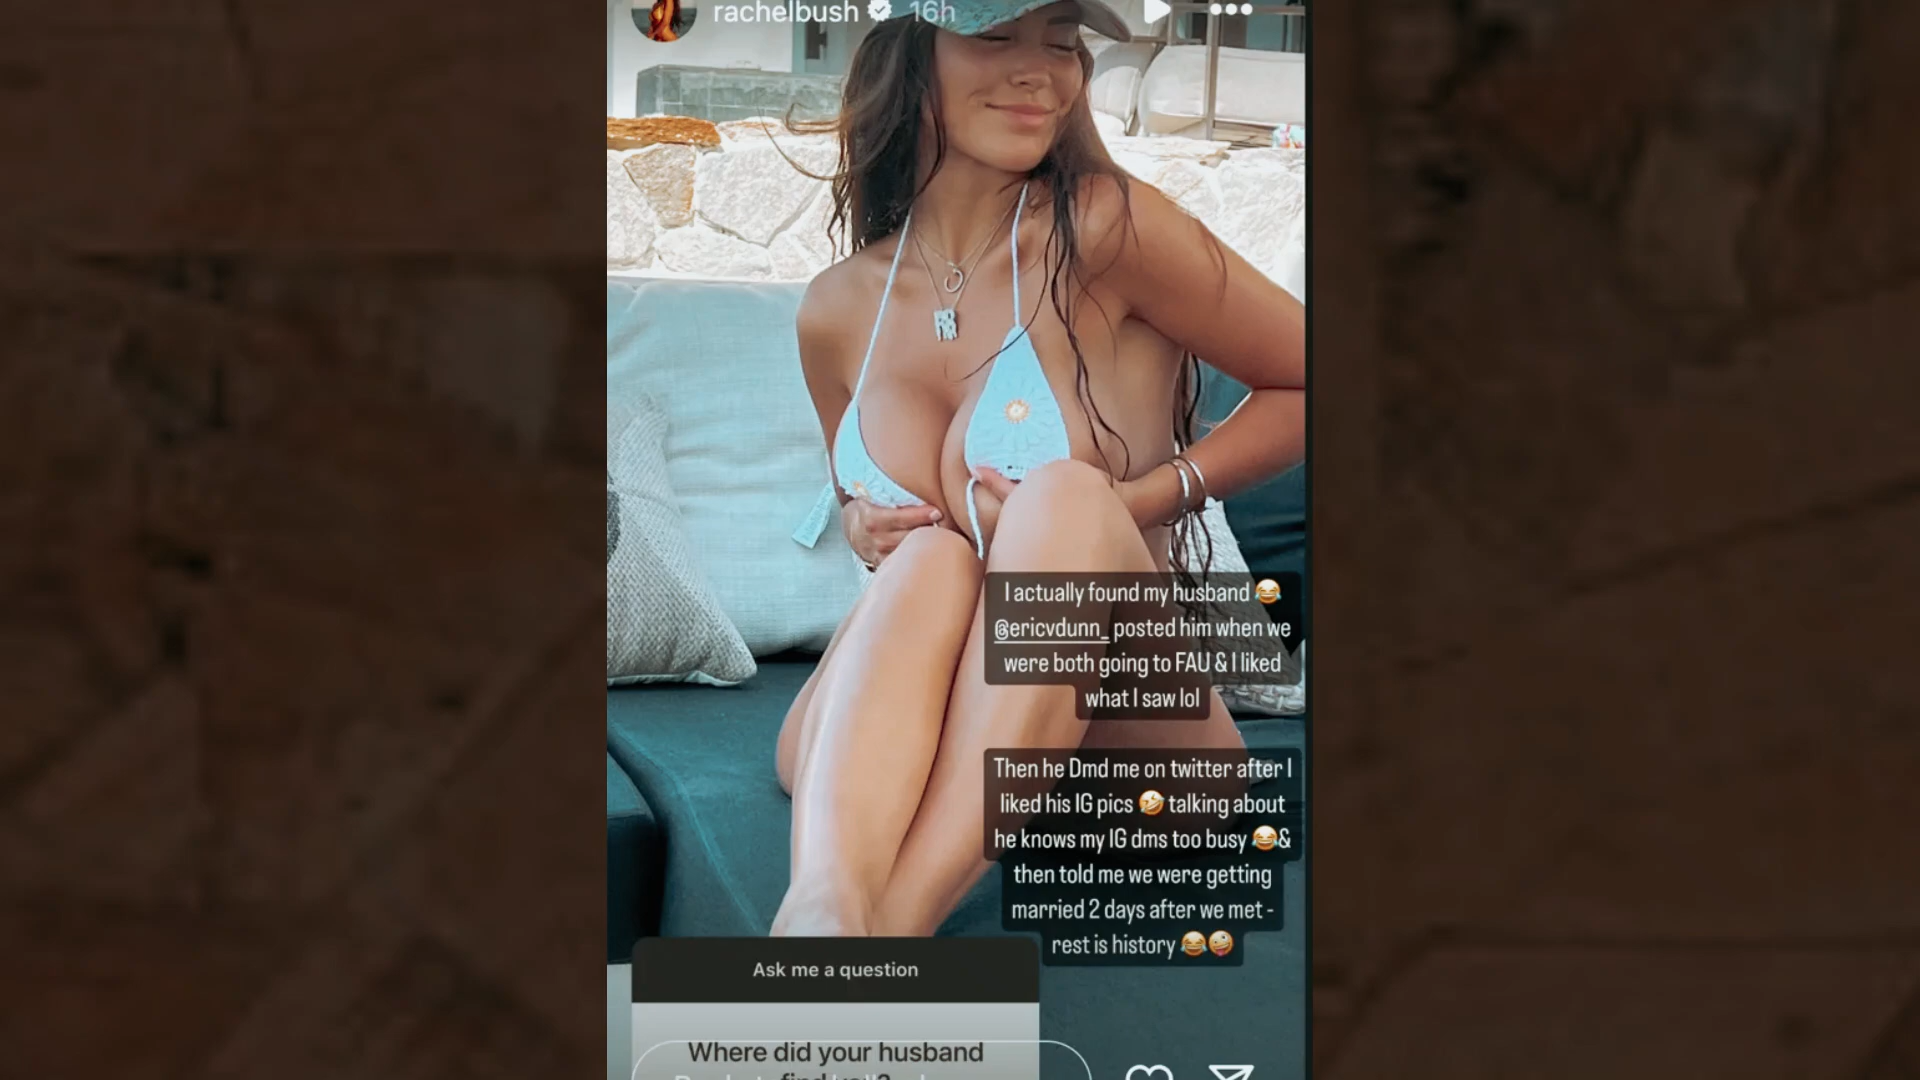 rachelbush 16h
I actually found my husband 😂
@ericvdunn_ posted him when we
were both going to FAU & I liked
what I saw lol
Then he Dmd me on twitter after I
liked his IG pics 🤣 talking about
he knows my IG dms too busy 😂&
then told me we were getting
married 2 days after we met -
rest is history 😂🤪
Ask me a question
Where did your husband